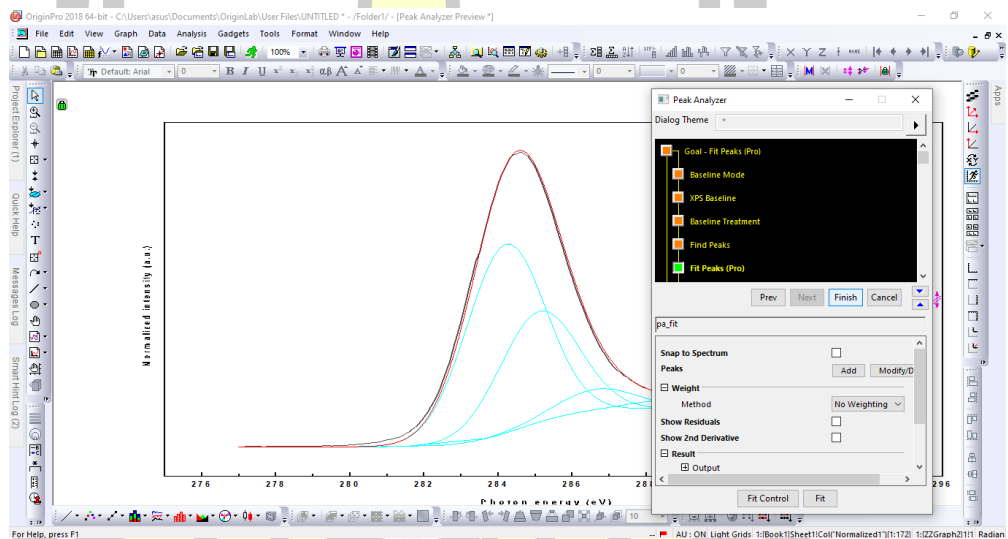 OriginPro 2018 64-bit - C:\Users\asus\Documents\OriginLab\User Files\UNTITLED * - /Folder1/ - [Peak Analyzer Preview *]
File Edit View Graph Data Analysis Gadgets Tools Format Window Help
100%
Default: Arial 0 B I U αβ A 0 0
Project Explorer (1)
Quick Help
Messages Log
Smart Hint Log (2)
Apps
Normalized intensity (a.u.)
276 278 280 282 284 286 28 296
Photon energy (eV)
Peak Analyzer
Dialog Theme *
Goal - Fit Peaks (Pro)
Baseline Mode
XPS Baseline
Baseline Treatment
Find Peaks
Fit Peaks (Pro)
Prev Next Finish Cancel
pa_fit
Snap to Spectrum
Peaks Add Modify/D
Weight
Method No Weighting
Show Residuals
Show 2nd Derivative
Result
Output
Fit Control Fit
10
For Help, press F1
-- AU : ON Light Grids 1:[Book1]Sheet1!Col("Normalized1")[1:172] 1:[ZZGraph2]1!1 Radian